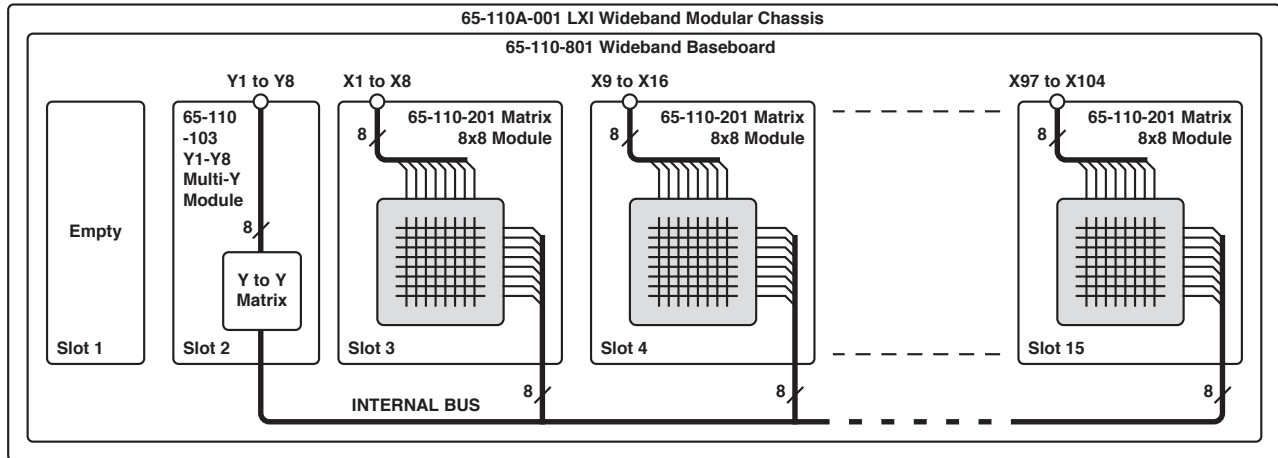 65-110A-001 LXI Wideband Modular Chassis
65-110-801 Wideband Baseboard
Y1 to Y8
X1 to X8
X9 to X16
X97 to X104
Empty
Slot 1
65-110
-103
Y1-Y8
Multi-Y
Module
8
Y to Y
Matrix
Slot 2
65-110-201 Matrix
8x8 Module
8
Slot 3
8
65-110-201 Matrix
8x8 Module
8
Slot 4
8
65-110-201 Matrix
8x8 Module
8
Slot 15
8
INTERNAL BUS